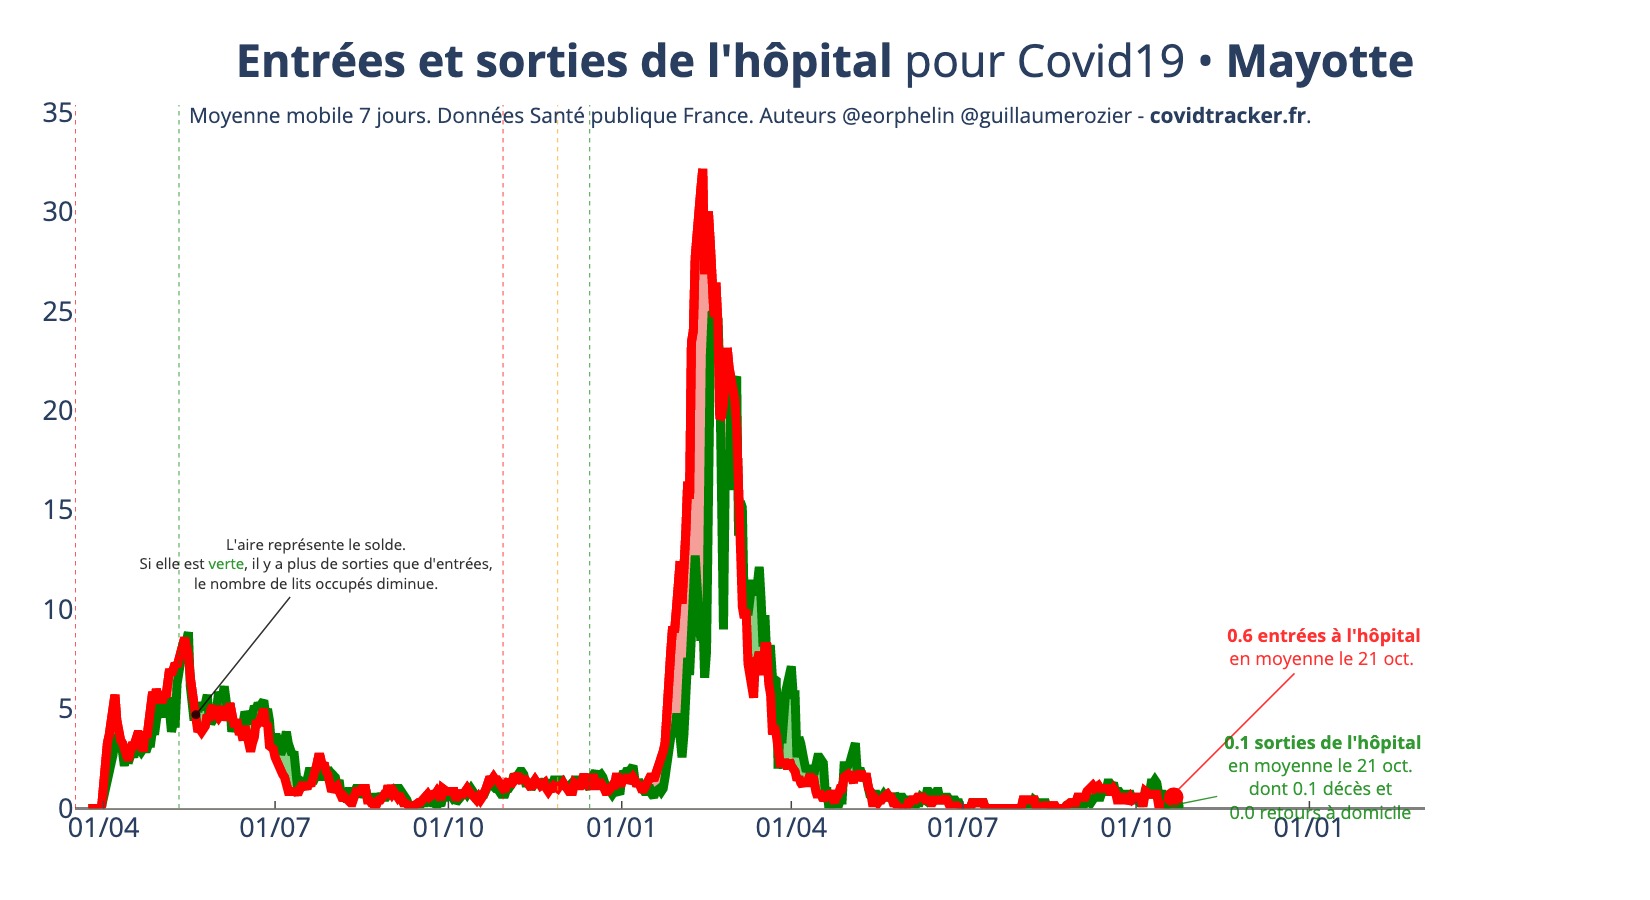 Entrées et sorties de l'hôpital pour Covid19 • Mayotte
Moyenne mobile 7 jours. Données Santé publique France. Auteurs @eorphelin @guillaumerozier - covidtracker.fr.
35
30
25
20
15
10
5
0
L'aire représente le solde.
Si elle est verte, il y a plus de sorties que d'entrées,
le nombre de lits occupés diminue.
0.6 entrées à l'hôpital
en moyenne le 21 oct.
0.1 sorties de l'hôpital
en moyenne le 21 oct.
dont 0.1 décès et
0.0 retours à domicile
01/04 01/07 01/10 01/01 01/04 01/07 01/10 01/01